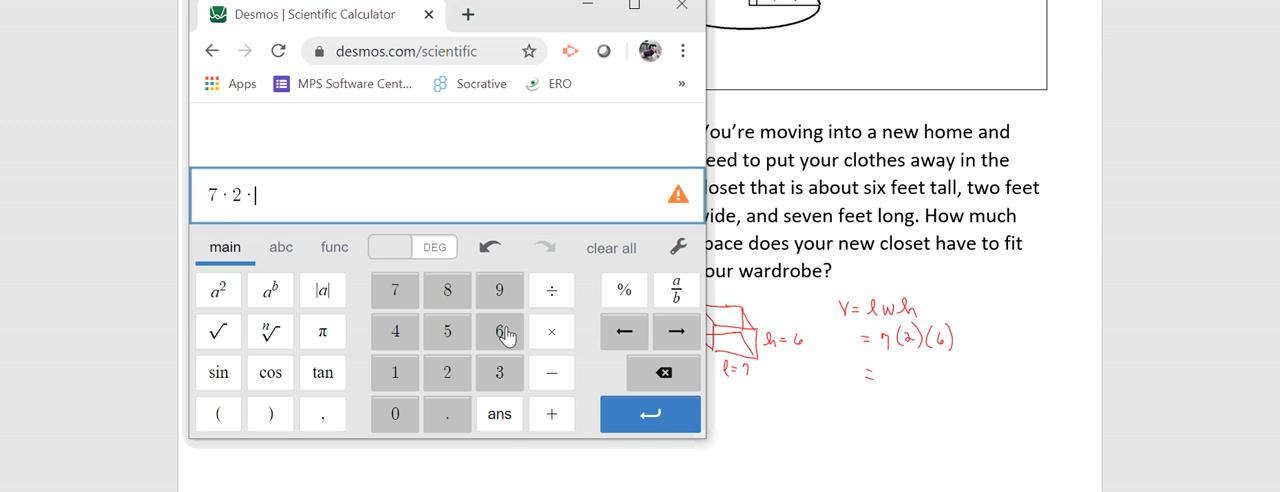 Desmos | Scientific Calculator
desmos.com/scientific
Apps MPS Software Cent... Socrative ERO »
7 · 2 ·
main abc func DEG clear all
a² aᵇ |a| 7 8 9 ÷ % a/b
√ ⁿ√ π 4 5 6 × ← →
sin cos tan 1 2 3 −
( ) , 0 . ans +
ou're moving into a new home and
eed to put your clothes away in the
loset that is about six feet tall, two feet
ide, and seven feet long. How much
pace does your new closet have to fit
our wardrobe?
h = 6
l = 7
V = l w h
= 7(2)(6)
=